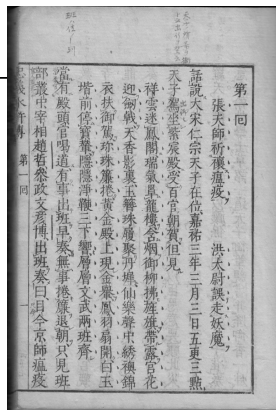 第一回
張天師祈禳瘟疫　洪太尉誤走妖魔
話說大宋仁宗天子在位嘉祐三年三月三日五更三點
天子駕坐紫宸殿受百官朝賀但見
祥雲迷鳳閣瑞氣罩龍樓含烟御柳拂旌旗帶露宮花
迎劍戟天香影裏玉簪珠履聚丹墀仙樂聲中綉襖錦
衣扶御駕珍珠簾捲黃金殿上現金轝鳳羽扇開白玉
堦前停寶輦隱隱淨鞭三下響層層文武兩班齊
當有殿頭官喝道有事出班早奏無事捲簾退朝只見班
部叢中宰相趙哲叅政文彥博出班奏曰目今京師瘟疫
第一回